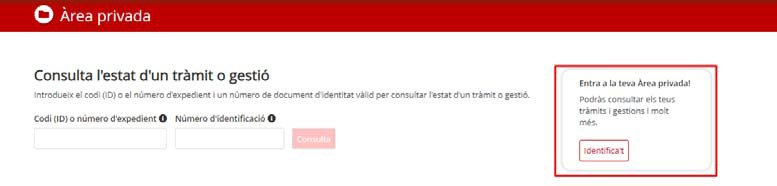 Àrea privada
Consulta l'estat d'un tràmit o gestió
Introdueix el codi (ID) o el número d'expedient i un número de document d'identitat vàlid per consultar l'estat d'un tràmit o gestió.
Codi (ID) o número d'expedient
Número d'identificació
Consulta
Entra a la teva Àrea privada!
Podràs consultar els teus
tràmits i gestions i molt
més.
Identifica't